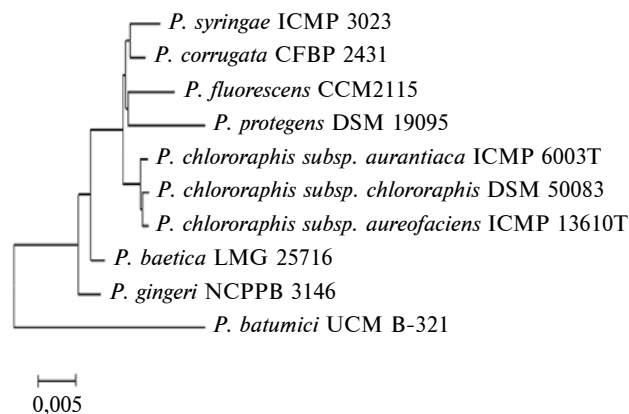 P. syringae ICMP 3023
P. corrugata CFBP 2431
P. fluorescens CCM2115
P. protegens DSM 19095
P. chlororaphis subsp. aurantiaca ICMP 6003T
P. chlororaphis subsp. chlororaphis DSM 50083
P. chlororaphis subsp. aureofaciens ICMP 13610T
P. baetica LMG 25716
P. gingeri NCPPB 3146
P. batumici UCM B-321
0,005